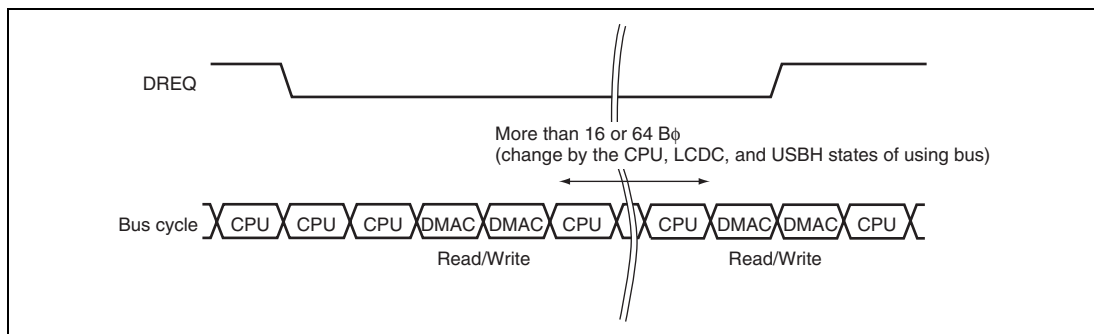 DREQ
More than 16 or 64 Bϕ
(change by the CPU, LCDC, and USBH states of using bus)
Bus cycle CPU CPU CPU DMAC DMAC CPU CPU DMAC DMAC CPU
Read/Write Read/Write